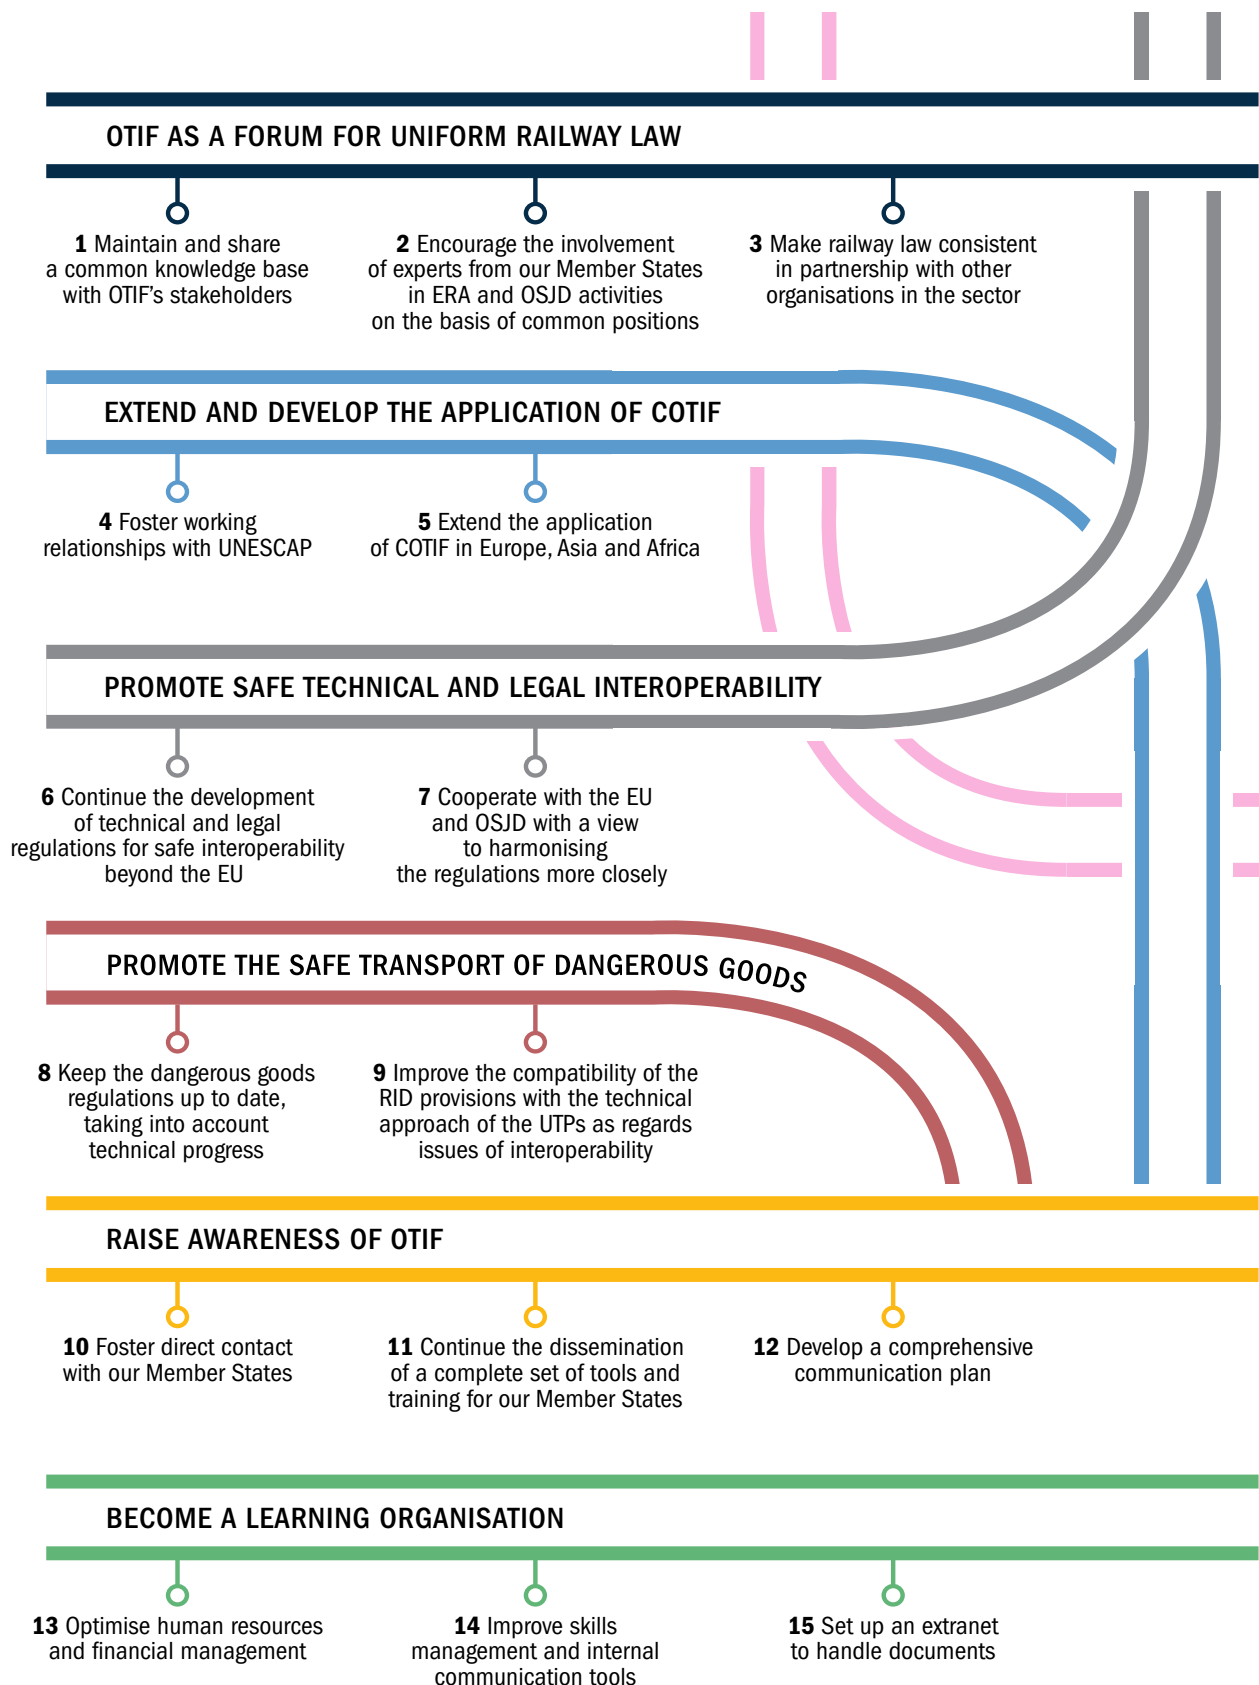 OTIF AS A FORUM FOR UNIFORM RAILWAY LAW
1 Maintain and share
a common knowledge base
with OTIF's stakeholders
2 Encourage the involvement
of experts from our Member States
in ERA and OSJD activities
on the basis of common positions
3 Make railway law consistent
in partnership with other
organisations in the sector
EXTEND AND DEVELOP THE APPLICATION OF COTIF
4 Foster working
relationships with UNESCAP
5 Extend the application
of COTIF in Europe, Asia and Africa
PROMOTE SAFE TECHNICAL AND LEGAL INTEROPERABILITY
6 Continue the development
of technical and legal
regulations for safe interoperability
beyond the EU
7 Cooperate with the EU
and OSJD with a view
to harmonising
the regulations more closely
PROMOTE THE SAFE TRANSPORT OF DANGEROUS GOODS
8 Keep the dangerous goods
regulations up to date,
taking into account
technical progress
9 Improve the compatibility of the
RID provisions with the technical
approach of the UTPs as regards
issues of interoperability
RAISE AWARENESS OF OTIF
10 Foster direct contact
with our Member States
11 Continue the dissemination
of a complete set of tools and
training for our Member States
12 Develop a comprehensive
communication plan
BECOME A LEARNING ORGANISATION
13 Optimise human resources
and financial management
14 Improve skills
management and internal
communication tools
15 Set up an extranet
to handle documents